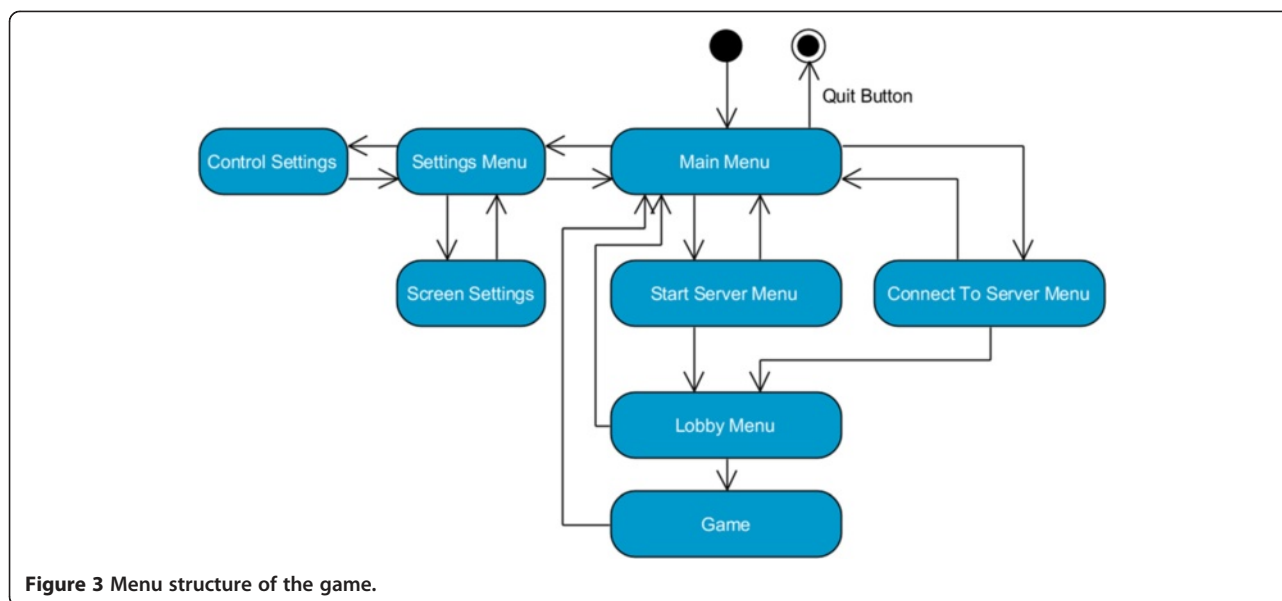 Quit Button
Control Settings
Settings Menu
Main Menu
Screen Settings
Start Server Menu
Connect To Server Menu
Lobby Menu
Game
Figure 3 Menu structure of the game.